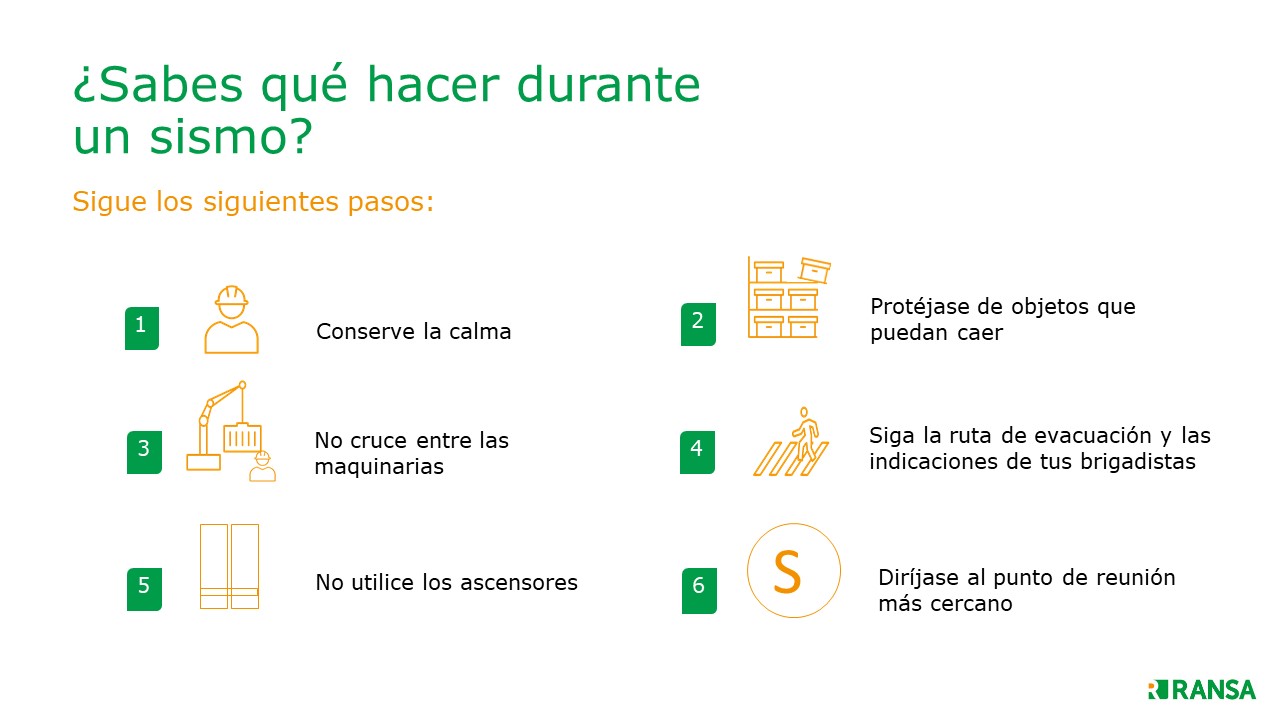 ¿Sabes qué hacer durante
un sismo?
Sigue los siguientes pasos:
1
Conserve la calma
2
Protéjase de objetos que
puedan caer
3
No cruce entre las
maquinarias
4
Siga la ruta de evacuación y las
indicaciones de tus brigadistas
5
No utilice los ascensores
6
S
Diríjase al punto de reunión
más cercano
RANSA